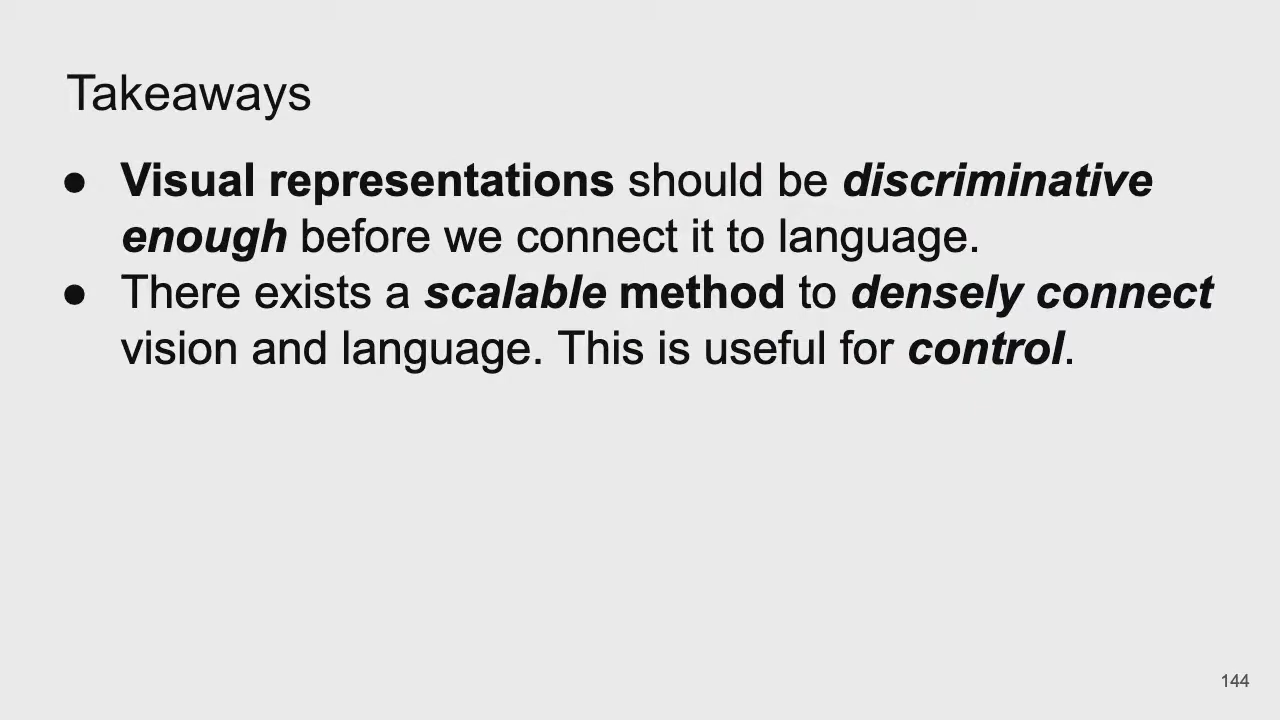 Takeaways
● Visual representations should be discriminative
enough before we connect it to language.
● There exists a scalable method to densely connect
vision and language. This is useful for control.
144